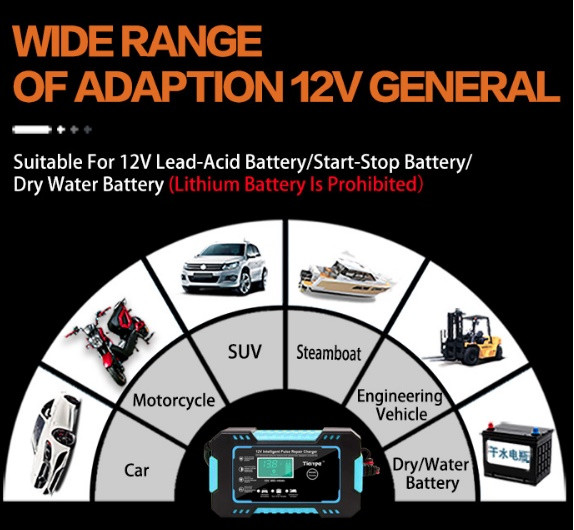 WIDE RANGE
OF ADAPTION 12V GENERAL
Suitable For 12V Lead-Acid Battery/Start-Stop Battery/
Dry Water Battery (Lithium Battery Is Prohibited)
SUV
Steamboat
Motorcycle
Engineering
Vehicle
Car
Dry/Water
Battery
干水电瓶
12V Intelligent Pulse Repair Charger